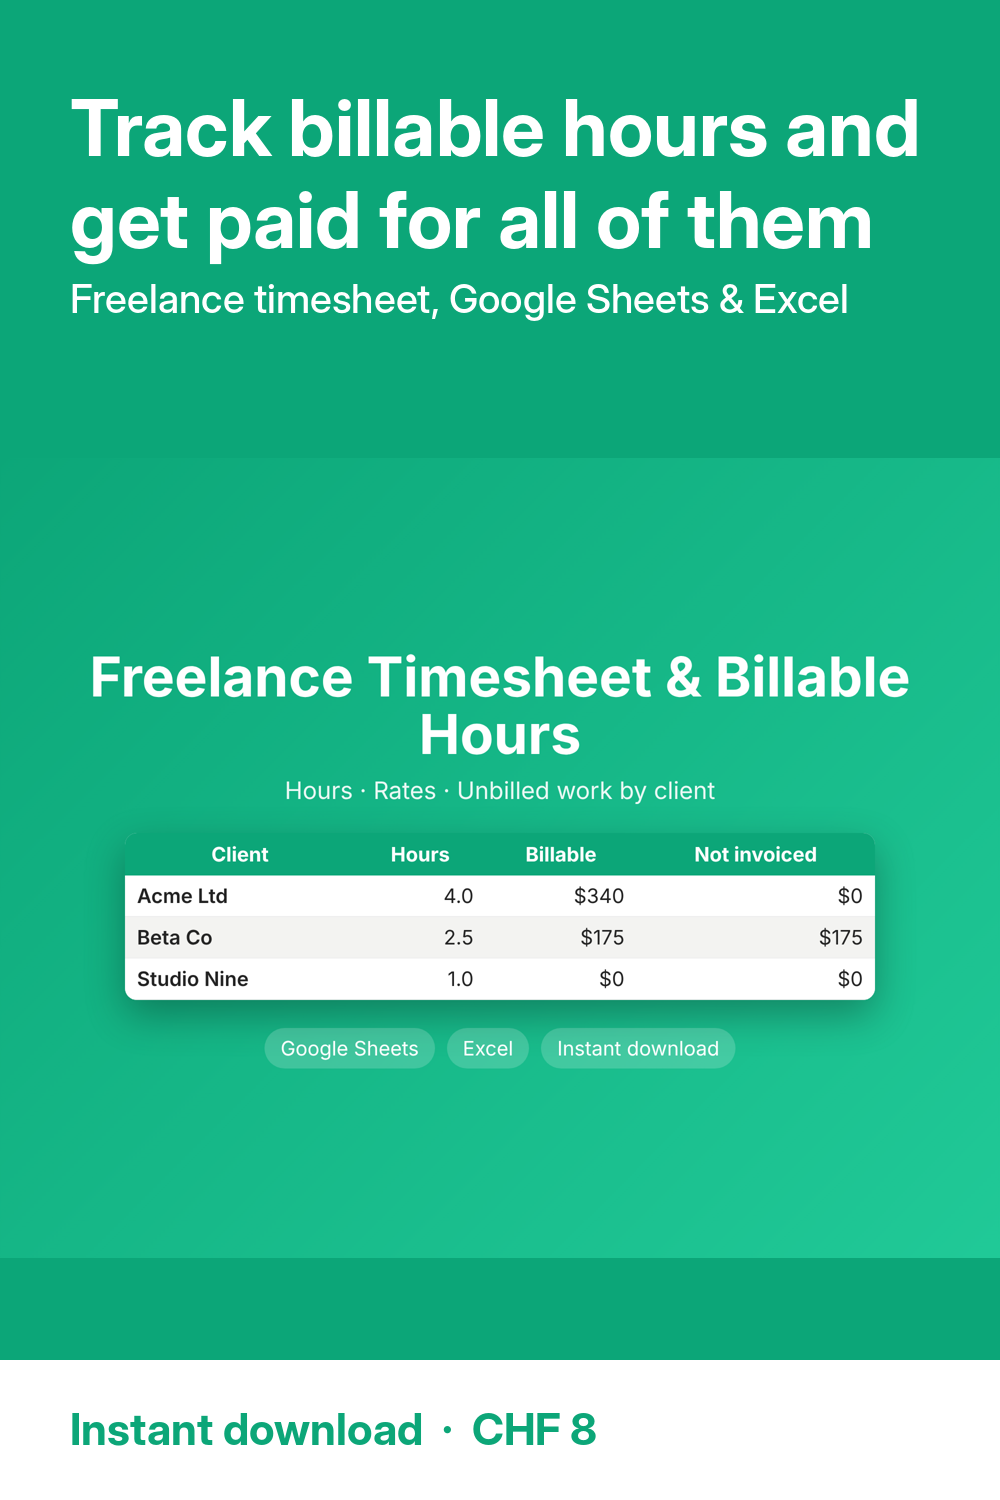 Track billable hours and
get paid for all of them
Freelance timesheet, Google Sheets & Excel
Freelance Timesheet & Billable
Hours
Hours · Rates · Unbilled work by client
Client Hours Billable Not invoiced
Acme Ltd 4.0 $340 $0
Beta Co 2.5 $175 $175
Studio Nine 1.0 $0 $0
Google Sheets Excel Instant download
Instant download · CHF 8